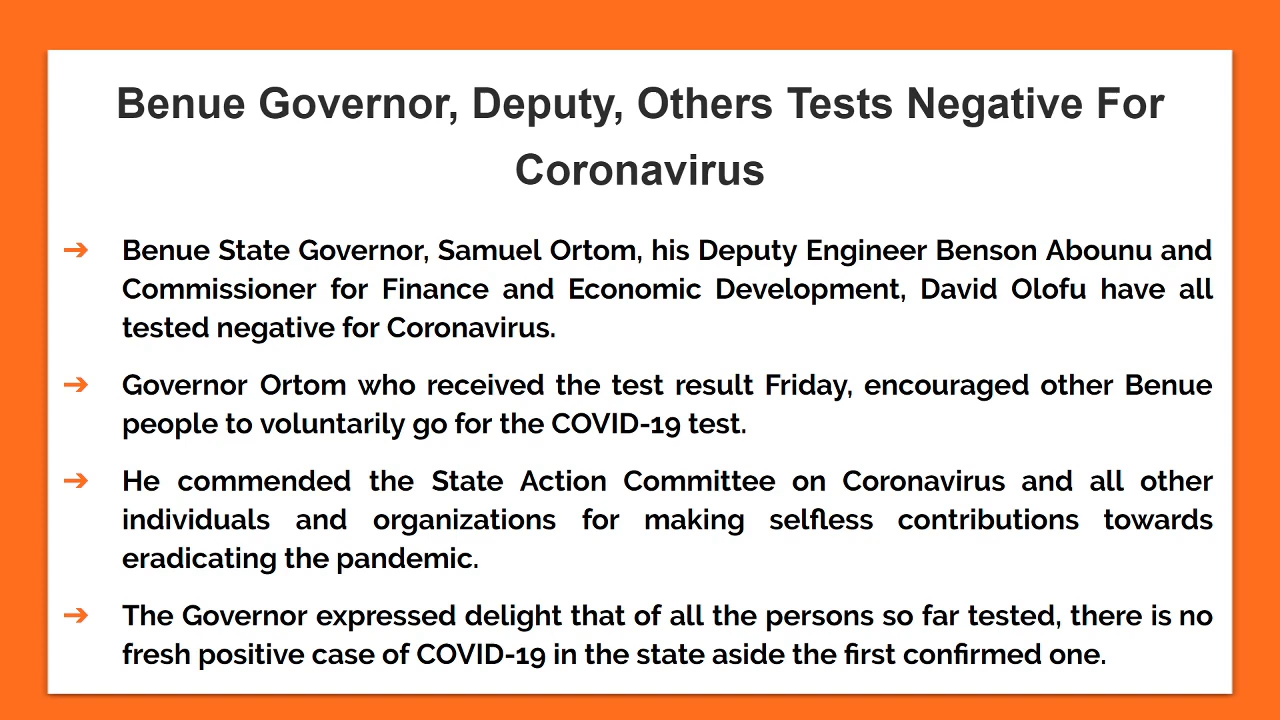 Benue Governor, Deputy, Others Tests Negative For
Coronavirus
➔ Benue State Governor, Samuel Ortom, his Deputy Engineer Benson Abounu and
Commissioner for Finance and Economic Development, David Olofu have all
tested negative for Coronavirus.
➔ Governor Ortom who received the test result Friday, encouraged other Benue
people to voluntarily go for the COVID-19 test.
➔ He commended the State Action Committee on Coronavirus and all other
individuals and organizations for making selfless contributions towards
eradicating the pandemic.
➔ The Governor expressed delight that of all the persons so far tested, there is no
fresh positive case of COVID-19 in the state aside the first confirmed one.